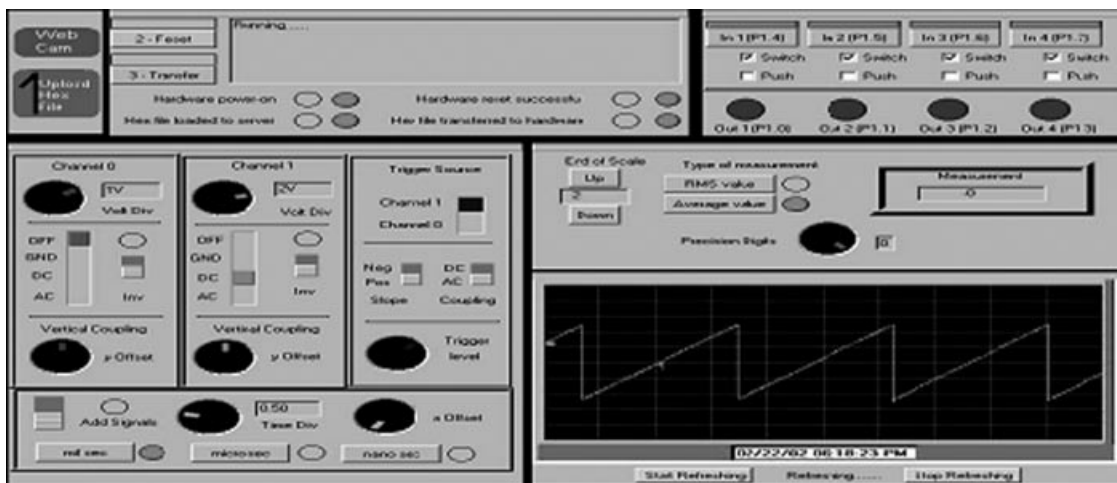 Web
Cam
1
Upload
Hex
File
2 - Reset
3 - Transfer
Running.....
Hardware power-on
Hardware reset successfu
Hex file loaded to server
Hex file transferred to hardware
In 1 (P1.4)
In 2 (P1.5)
In 3 (P1.6)
In 4 (P1.7)
Switch
Switch
Switch
Switch
Push
Push
Push
Push
Out 1 (P1.0)
Out 2 (P1.1)
Out 3 (P1.2)
Out 4 (P1.3)
Channel 0
1V
Volt Div
OFF
GND
DC
AC
Inv
Vertical Coupling
y Offset
Channel 1
2V
Volt Div
OFF
GND
DC
AC
Inv
Vertical Coupling
y Offset
Trigger Source
Channel 1
Channel 0
Neg
Pos
Slope
DC
AC
Coupling
Trigger
level
Add Signals
0.50
Time Div
x Offset
mil sec
micro sec
nano sec
End of Scale
Up
2
Down
Type of measurement
RMS value
Average value
Precision Digits
0
Measurement
-0
02/22/02 06:18:23 PM
Start Refreshing
Refreshing......
Stop Refreshing